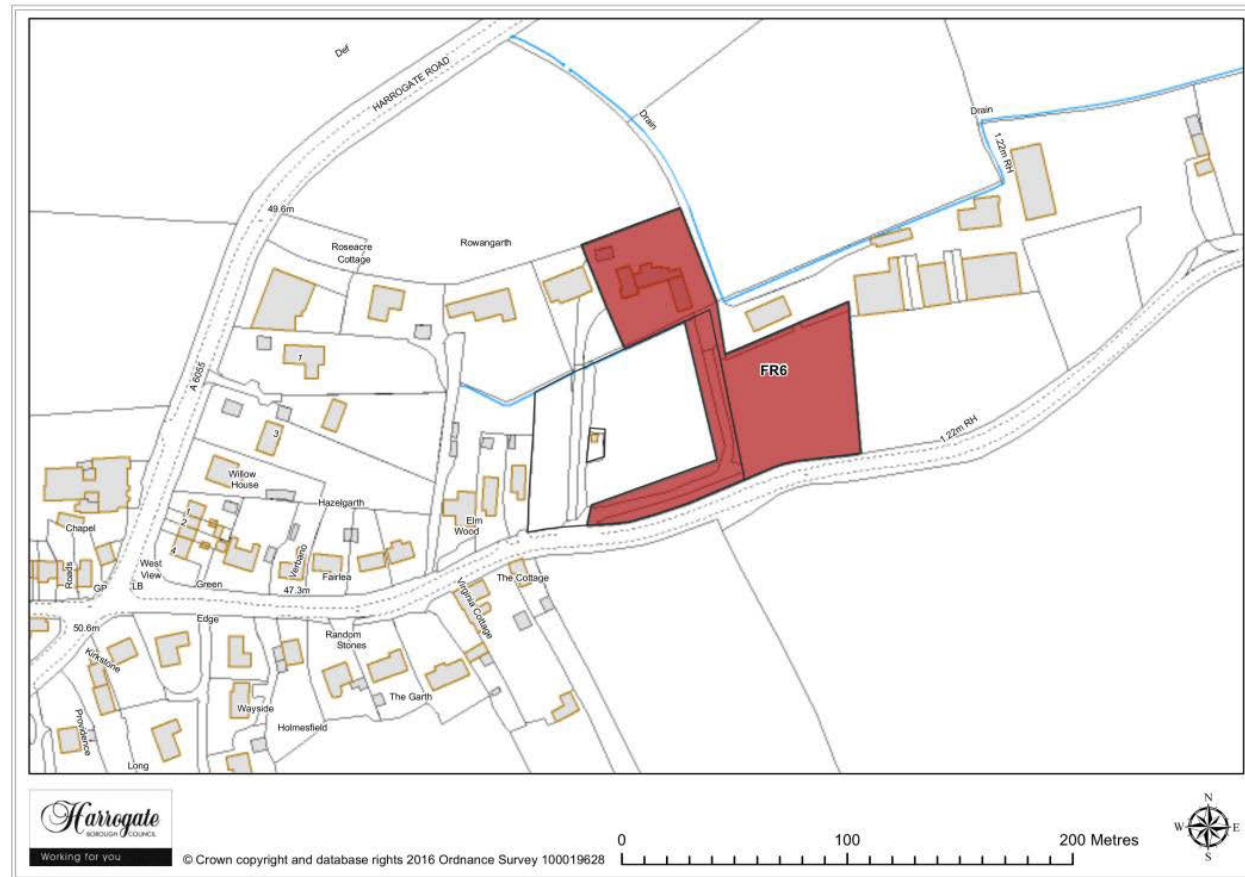 Def
HARROGATE ROAD
Drain
Drain
1.22m RH
49.6m
Roseacre
Cottage
Rowangarth
A 6055
1
FR6
3
1.22m RH
Willow
House
Hazelgarth
Chapel
1
2
4
Elm
Wood
Roads
GP
LB
West
View
Green
Verbano
Fairlea
47.3m
The Cottage
Virginia Cottage
Edge
50.6m
Kirkstone
Random
Stones
The Garth
Wayside
Providence
Holmesfield
Long
Harrogate
BOROUGH COUNCIL
Working for you
© Crown copyright and database rights 2016 Ordnance Survey 100019628
0 100 200 Metres
N
W E
S